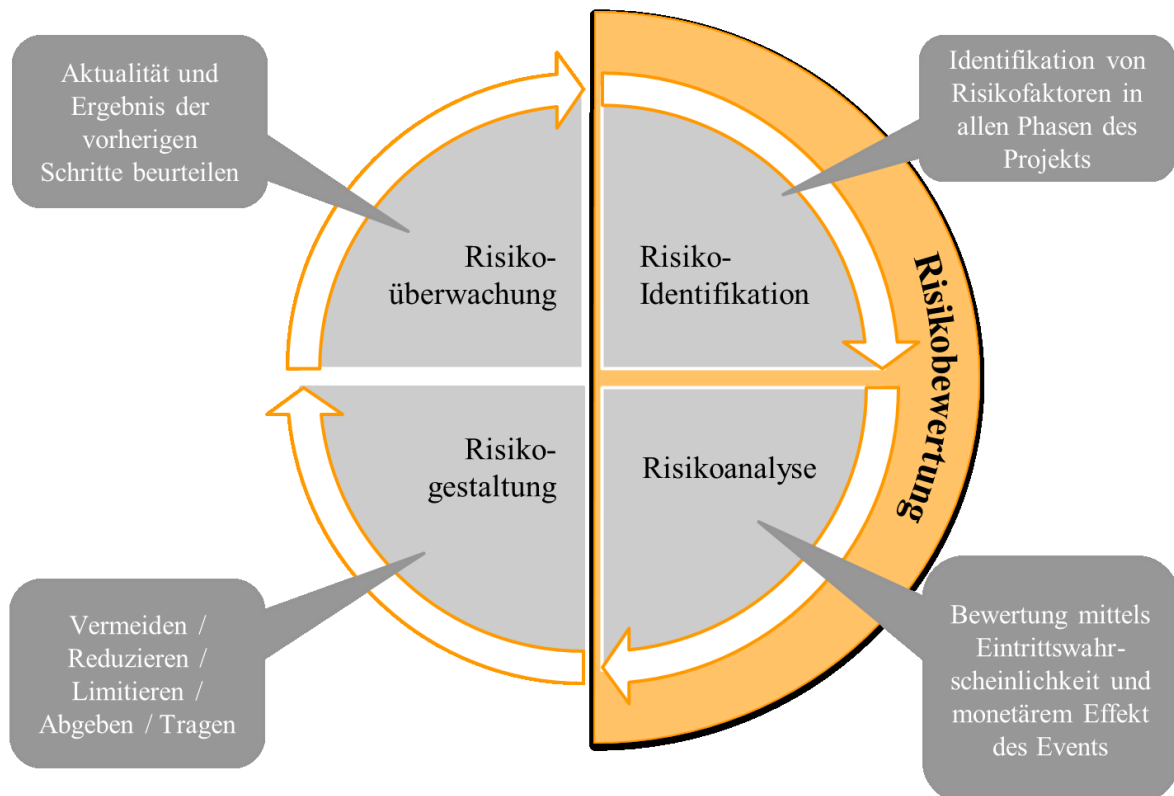 Aktualität und
Ergebnis der
vorherigen
Schritte beurteilen
Identifikation von
Risikofaktoren in
allen Phasen des
Projekts
Risiko-
überwachung
Risiko-
Identifikation
Risikobewertung
Risiko-
gestaltung
Risikoanalyse
Vermeiden /
Reduzieren /
Limitieren /
Abgeben / Tragen
Bewertung mittels
Eintrittswahr-
scheinlichkeit und
monetärem Effekt
des Events